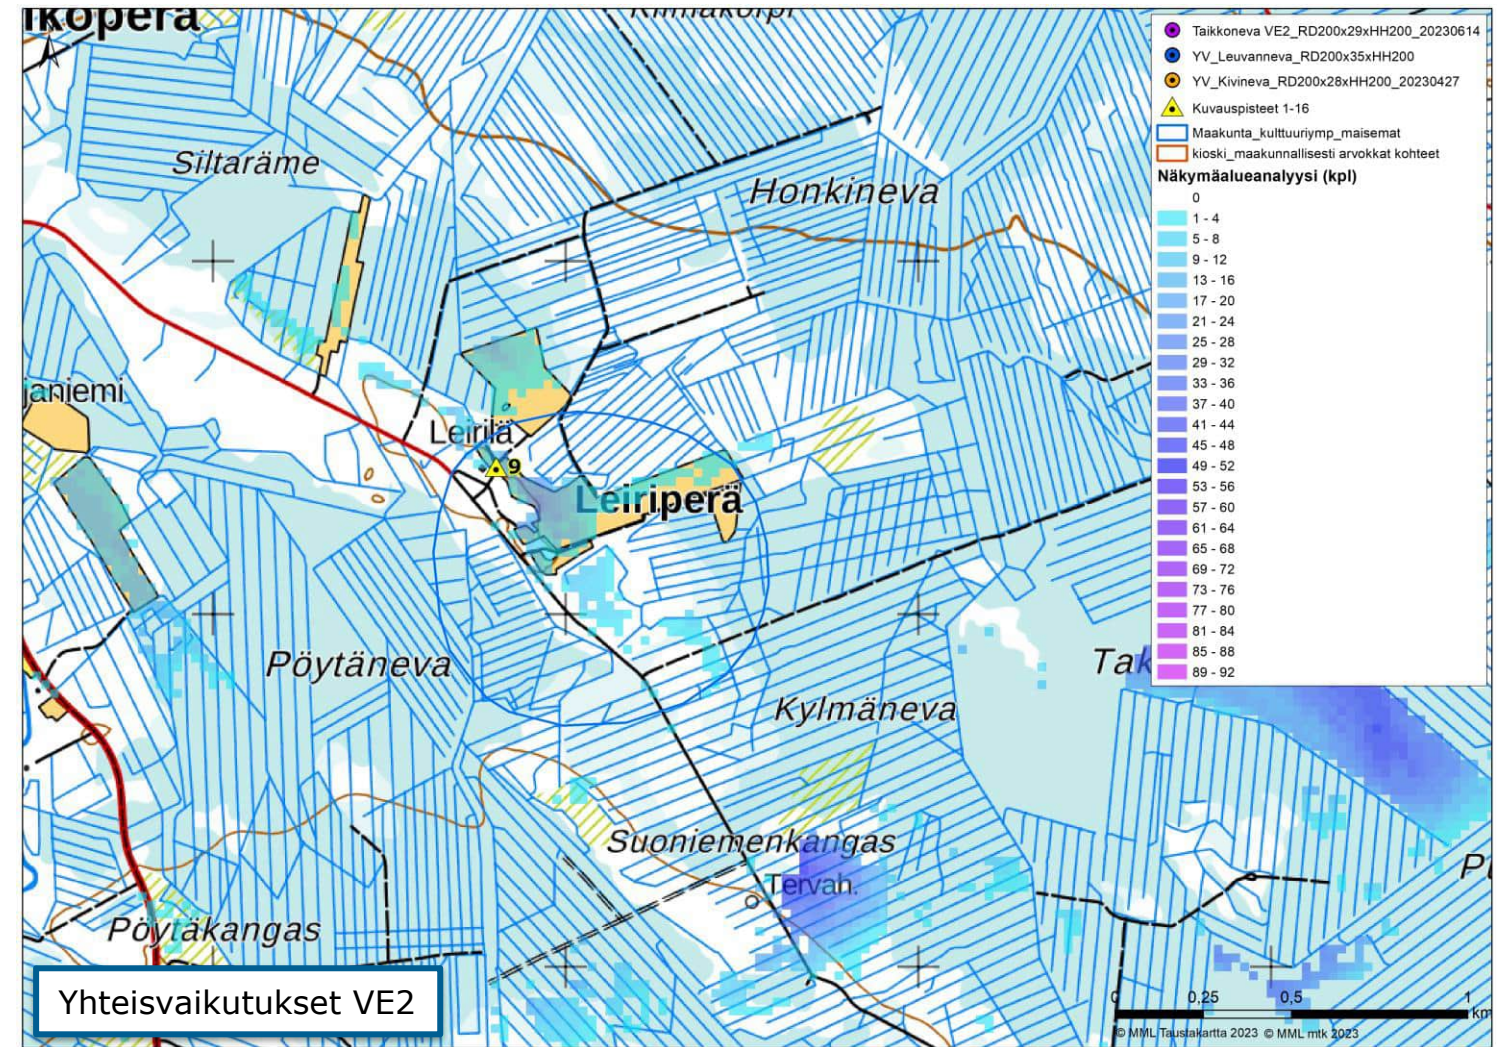 ikoperä
Siltaräme
Honkineva
janiemi
Leirilä
9
Leiriperä
Pöytäneva
Kylmäneva
Tak
Suoniemenkangas
Tervah.
Pöytäkangas
Taikkoneva VE2_RD200x29xHH200_20230614
YV_Leuvanneva_RD200x35xHH200
YV_Kivineva_RD200x28xHH200_20230427
Kuvauspisteet 1-16
Maakunta_kulttuuriymp_maisemat
kioski_maakunnallisesti arvokkat kohteet
Näkymäalueanalyysi (kpl)
0
1 - 4
5 - 8
9 - 12
13 - 16
17 - 20
21 - 24
25 - 28
29 - 32
33 - 36
37 - 40
41 - 44
45 - 48
49 - 52
53 - 56
57 - 60
61 - 64
65 - 68
69 - 72
73 - 76
77 - 80
81 - 84
85 - 88
89 - 92
Yhteisvaikutukset VE2
0 0,25 0,5 1
km
© MML Taustakartta 2023 © MML mtk 2023